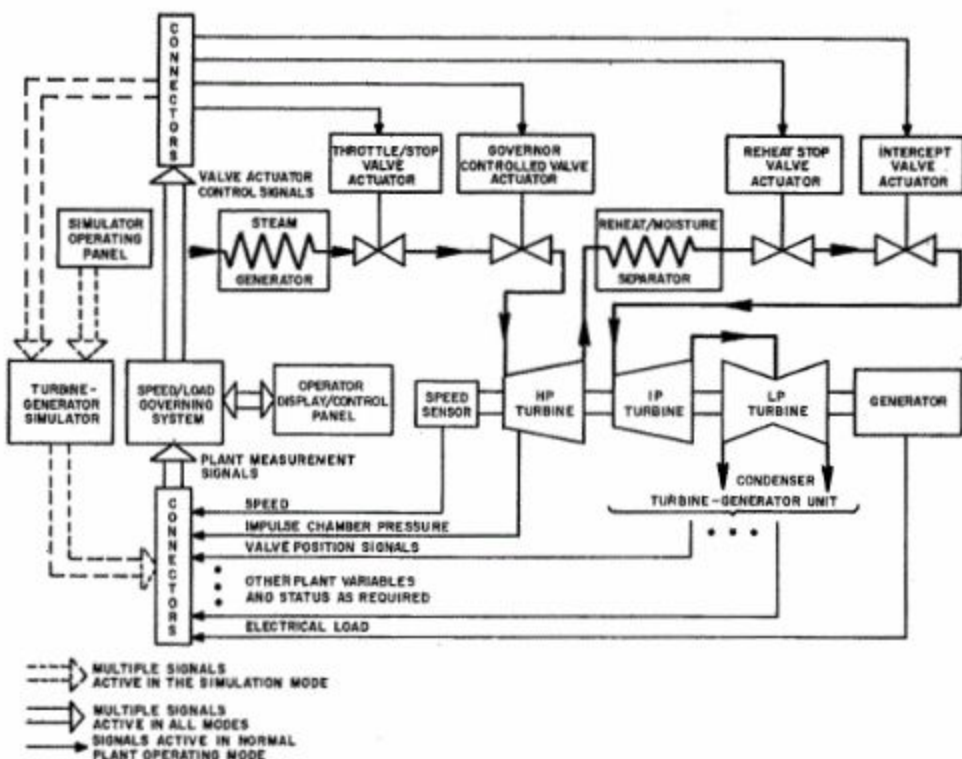 CONNECTORS
THROTTLE/STOP
VALVE
ACTUATOR
GOVERNOR
CONTROLLED VALVE
ACTUATOR
REHEAT STOP
VALVE
ACTUATOR
INTERCEPT
VALVE
ACTUATOR
VALVE ACTUATOR
CONTROL SIGNALS
SIMULATOR
OPERATING
PANEL
STEAM
GENERATOR
REHEAT/MOISTURE
SEPARATOR
TURBINE-
GENERATOR
SIMULATOR
SPEED/LOAD
GOVERNING
SYSTEM
OPERATOR
DISPLAY/CONTROL
PANEL
SPEED
SENSOR
HP
TURBINE
IP
TURBINE
LP
TURBINE
GENERATOR
PLANT MEASUREMENT
SIGNALS
CONDENSER
TURBINE-GENERATOR UNIT
CONNECTORS
SPEED
IMPULSE CHAMBER PRESSURE
VALVE POSITION SIGNALS
OTHER PLANT VARIABLES
AND STATUS AS REQUIRED
ELECTRICAL LOAD
MULTIPLE SIGNALS
ACTIVE IN THE SIMULATION MODE
MULTIPLE SIGNALS
ACTIVE IN ALL MODES
SIGNALS ACTIVE IN NORMAL
PLANT OPERATING MODE